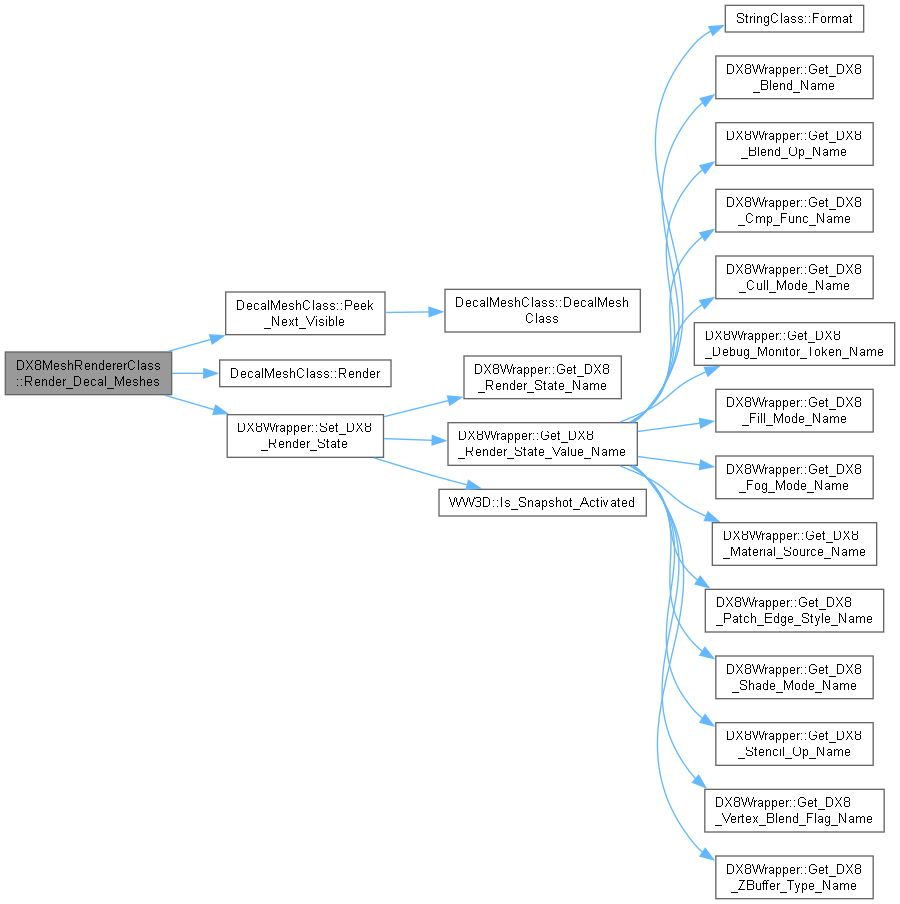 StringClass::Format
DX8Wrapper::Get_DX8
_Blend_Name
DX8Wrapper::Get_DX8
_Blend_Op_Name
DX8Wrapper::Get_DX8
_Cmp_Func_Name
DX8Wrapper::Get_DX8
_Cull_Mode_Name
DecalMeshClass::Peek
_Next_Visible
DecalMeshClass::DecalMesh
Class
DX8Wrapper::Get_DX8
_Debug_Monitor_Token_Name
DX8MeshRendererClass
::Render_Decal_Meshes
DecalMeshClass::Render
DX8Wrapper::Get_DX8
_Render_State_Name
DX8Wrapper::Get_DX8
_Fill_Mode_Name
DX8Wrapper::Set_DX8
_Render_State
DX8Wrapper::Get_DX8
_Render_State_Value_Name
DX8Wrapper::Get_DX8
_Fog_Mode_Name
WW3D::Is_Snapshot_Activated
DX8Wrapper::Get_DX8
_Material_Source_Name
DX8Wrapper::Get_DX8
_Patch_Edge_Style_Name
DX8Wrapper::Get_DX8
_Shade_Mode_Name
DX8Wrapper::Get_DX8
_Stencil_Op_Name
DX8Wrapper::Get_DX8
_Vertex_Blend_Flag_Name
DX8Wrapper::Get_DX8
_ZBuffer_Type_Name